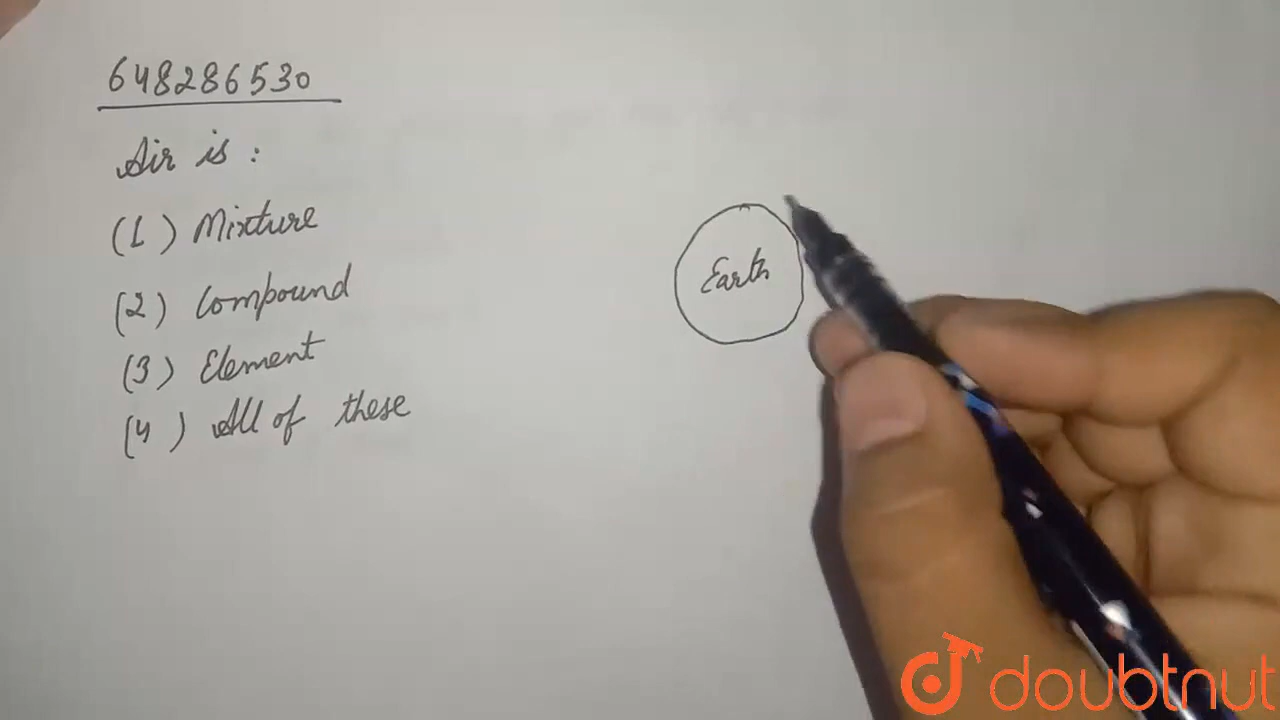 648286530
Air is :
(1) Mixture
(2) Compound
(3) Element
(4) All of these
Earth
doubtnut